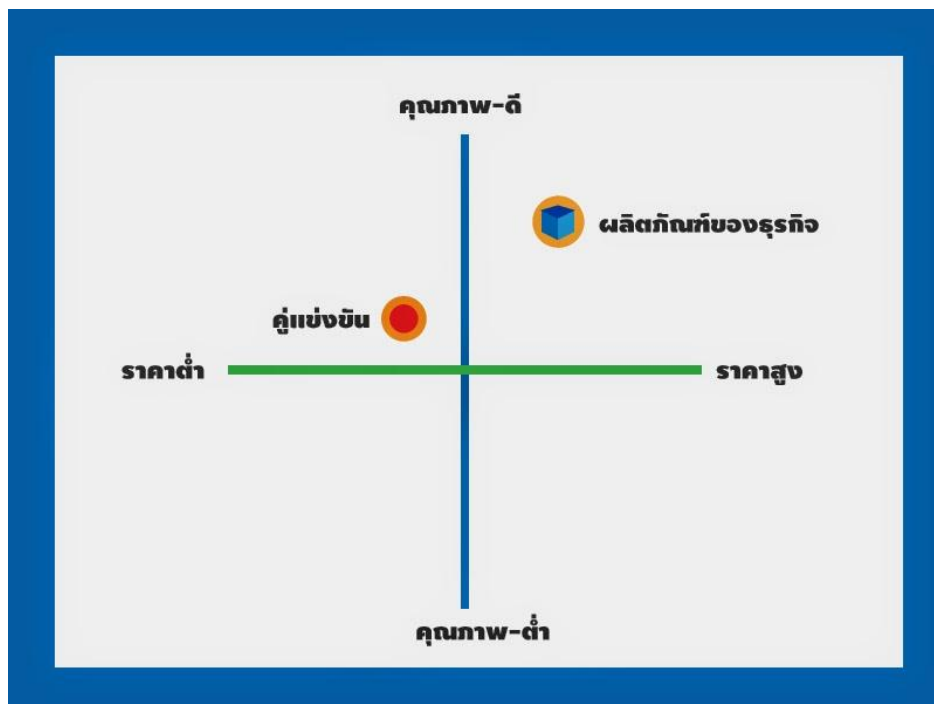 คุณภาพ-ดี
ผลิตภัณฑ์ของธุรกิจ
คู่แข่งขัน
ราคาต่ำ
ราคาสูง
คุณภาพ-ต่ำ